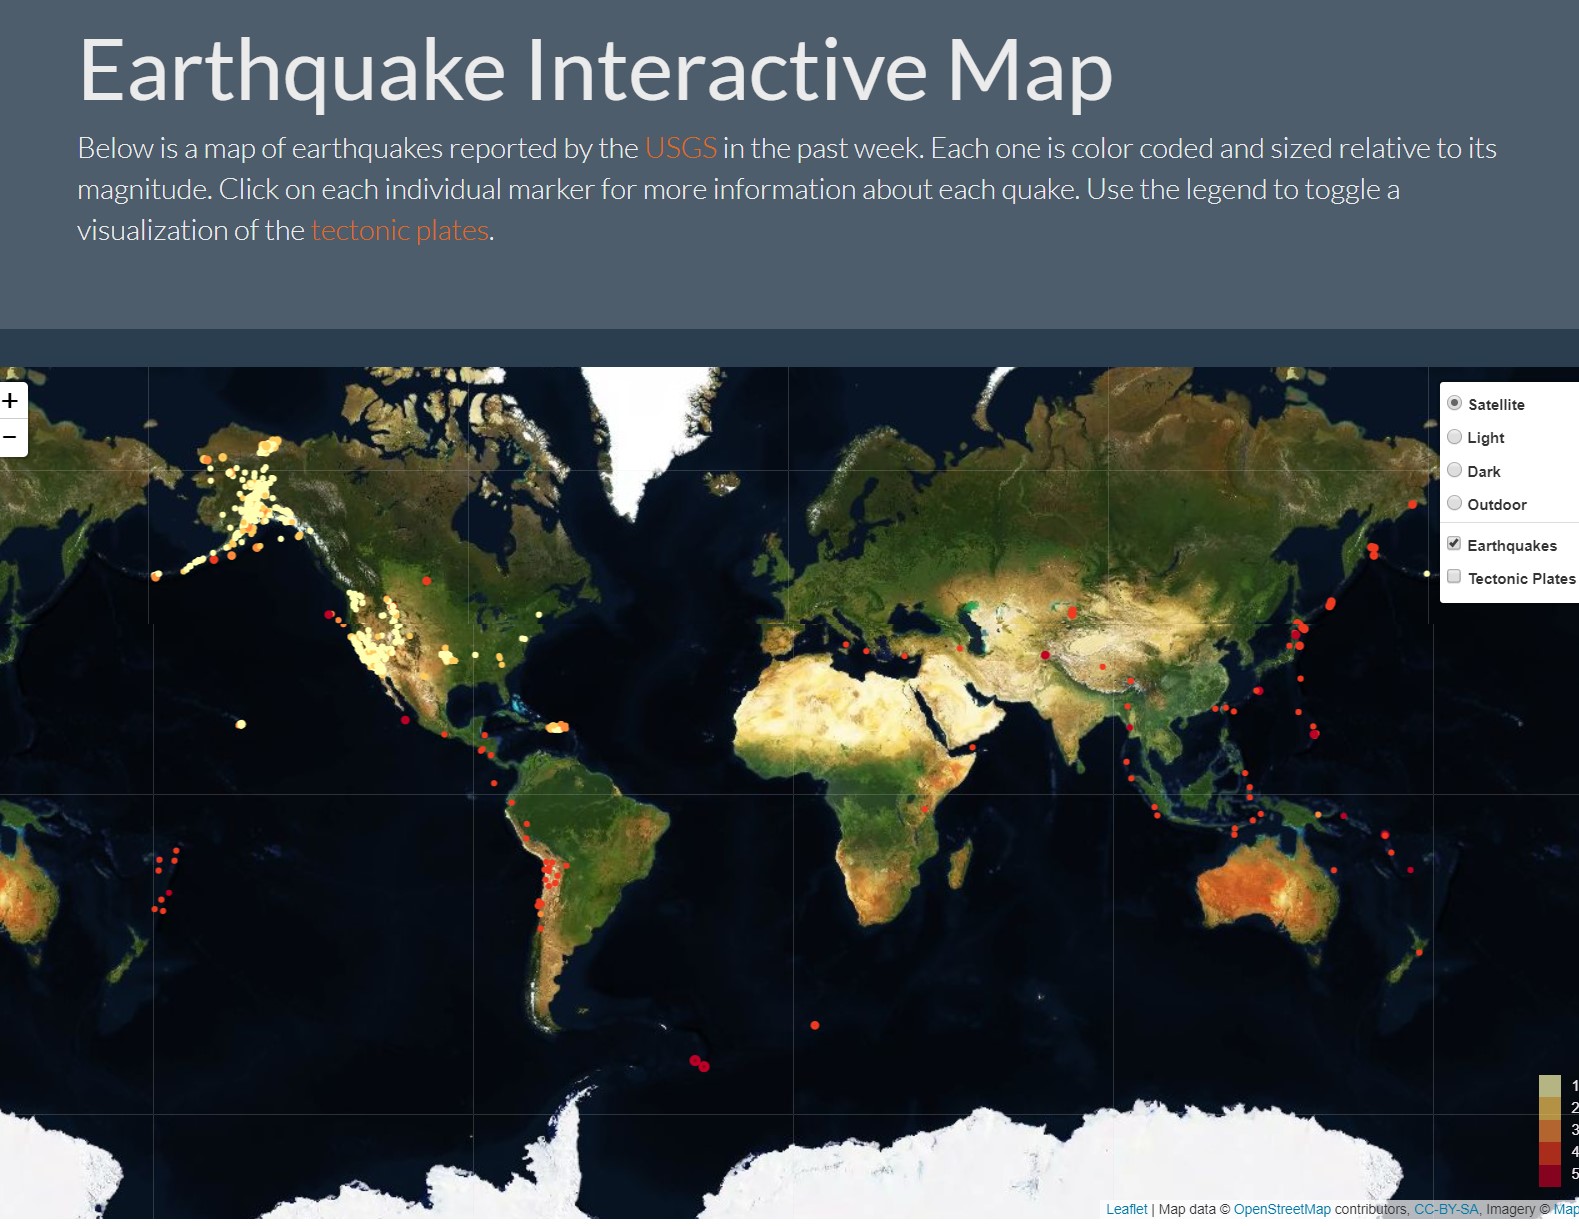 Earthquake Interactive Map
Below is a map of earthquakes reported by the USGS in the past week. Each one is color coded and sized relative to its
magnitude. Click on each individual marker for more information about each quake. Use the legend to toggle a
visualization of the tectonic plates.
+
−
Satellite
Light
Dark
Outdoor
Earthquakes
Tectonic Plates
1
2
3
4
5
Leaflet | Map data © OpenStreetMap contributors, CC-BY-SA, Imagery © Map